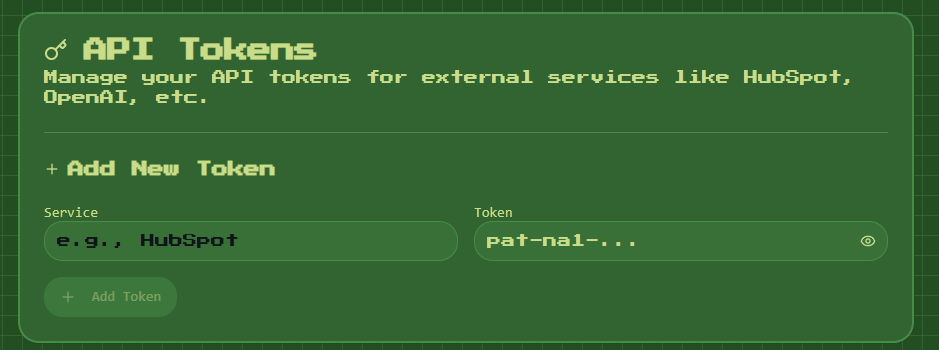 API Tokens
Manage your API tokens for external services like HubSpot,
OpenAI, etc.
+ Add New Token
Service
Token
e.g., HubSpot
pat-na1-...
+ Add Token